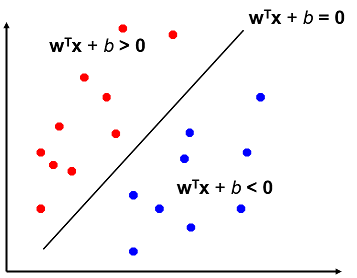 wᵀx + b = 0
wᵀx + b > 0
wᵀx + b < 0